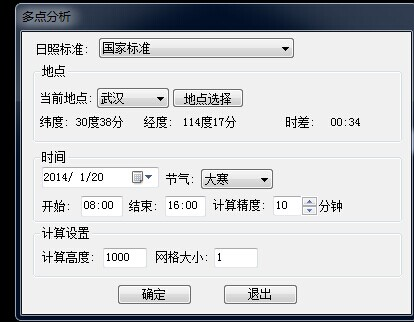 多点分析
日照标准: 国家标准
地点
当前地点: 武汉 地点选择
纬度: 30度38分 经度: 114度17分 时差: 00:34
时间
2014/ 1/20 节气: 大寒
开始: 08:00 结束: 16:00 计算精度: 10 分钟
计算设置
计算高度: 1000 网格大小: 1
确定 退出